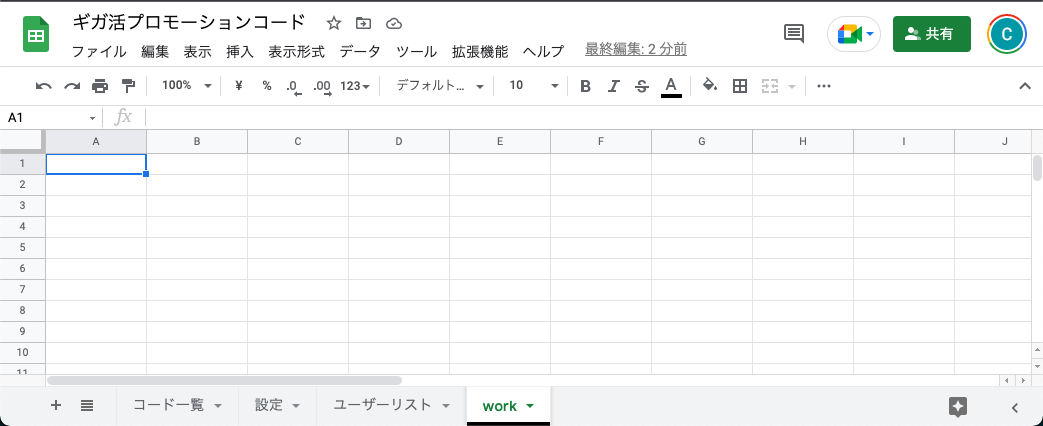 ギガ活プロモーションコード
ファイル 編集 表示 挿入 表示形式 データ ツール 拡張機能 ヘルプ 最終編集: 2 分前
共有
C
100% ¥ % .0 .00 123 デフォルト... 10 B I S A
A1 fx
A B C D E F G H I J
1
2
3
4
5
6
7
8
9
10
11
コード一覧 設定 ユーザーリスト work